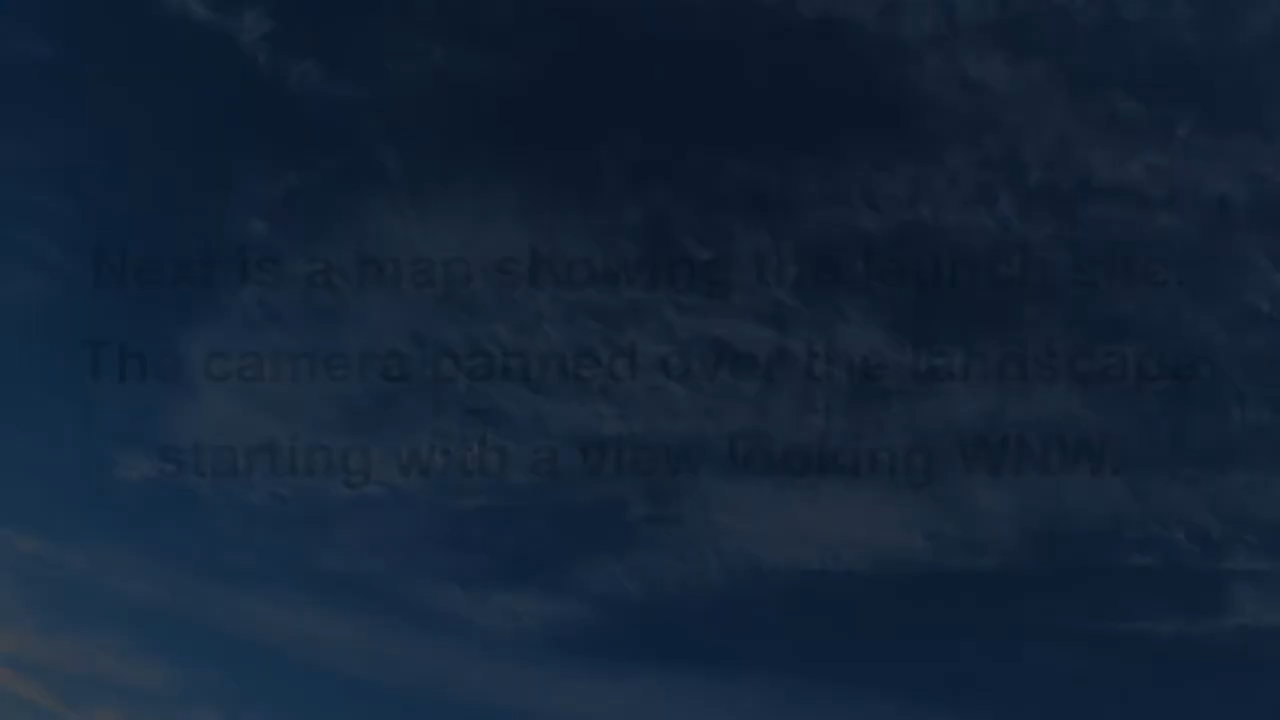 Next is a map showing the launch site.
The camera panned over the landscape
starting with a view looking WNW.